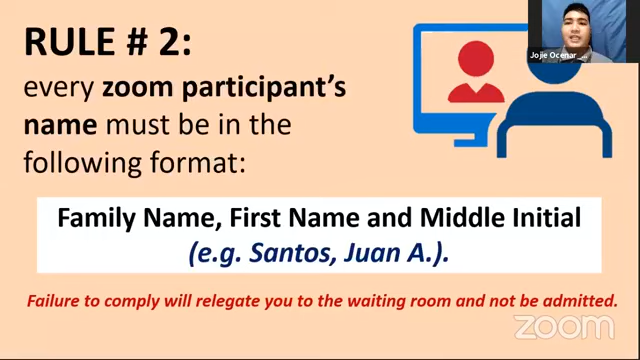 RULE # 2:
every zoom participant's
name must be in the
following format:
Family Name, First Name and Middle Initial
(e.g. Santos, Juan A.).
Failure to comply will relegate you to the waiting room and not be admitted.
Jojie Ocenar
zoom